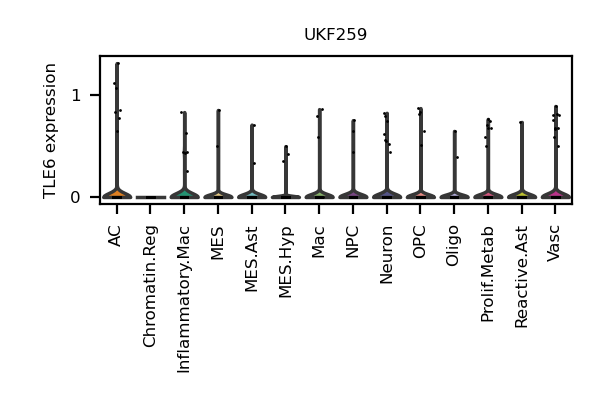 UKF259
TLE6 expression
1
0
AC
Chromatin.Reg
Inflammatory.Mac
MES
MES.Ast
MES.Hyp
Mac
NPC
Neuron
OPC
Oligo
Prolif.Metab
Reactive.Ast
Vasc